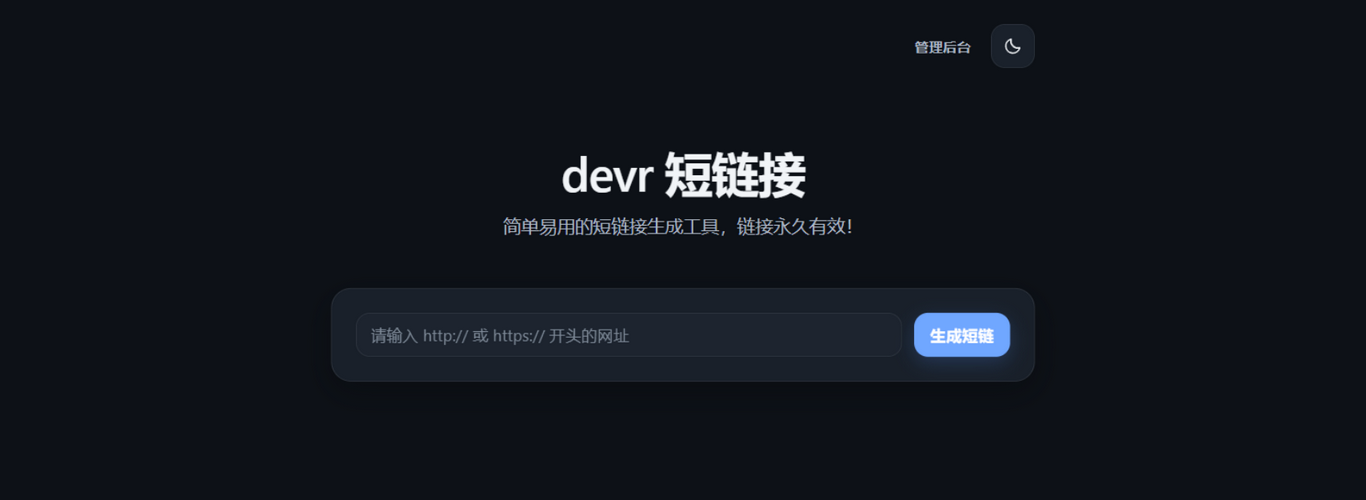 管理后台
devr 短链接
简单易用的短链接生成工具，链接永久有效！
请输入 http:// 或 https:// 开头的网址
生成短链